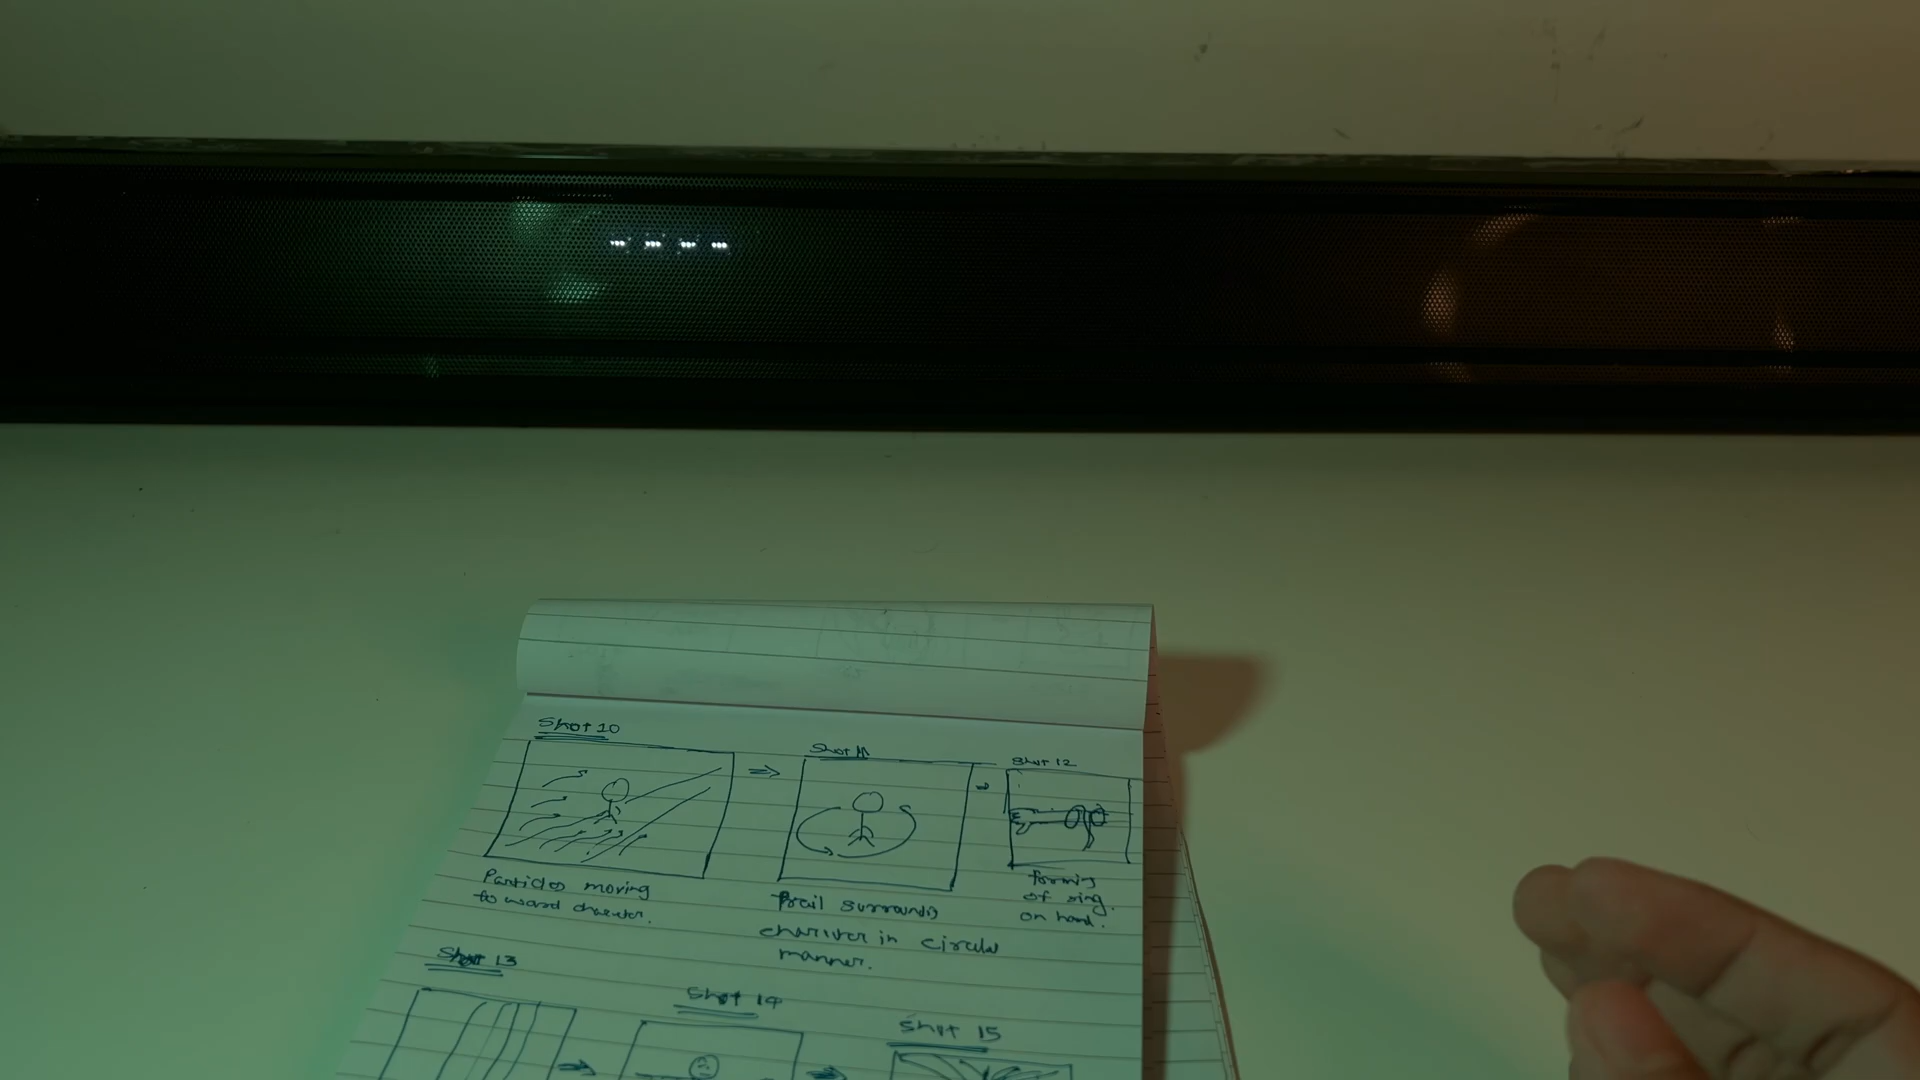 Shot 10
Shot 11
Shot 12
Particles moving
toward character.
Trail surrounds
character in circular
manner.
forming
of ring
on hand.
Shot 13
Shot 14
Shot 15